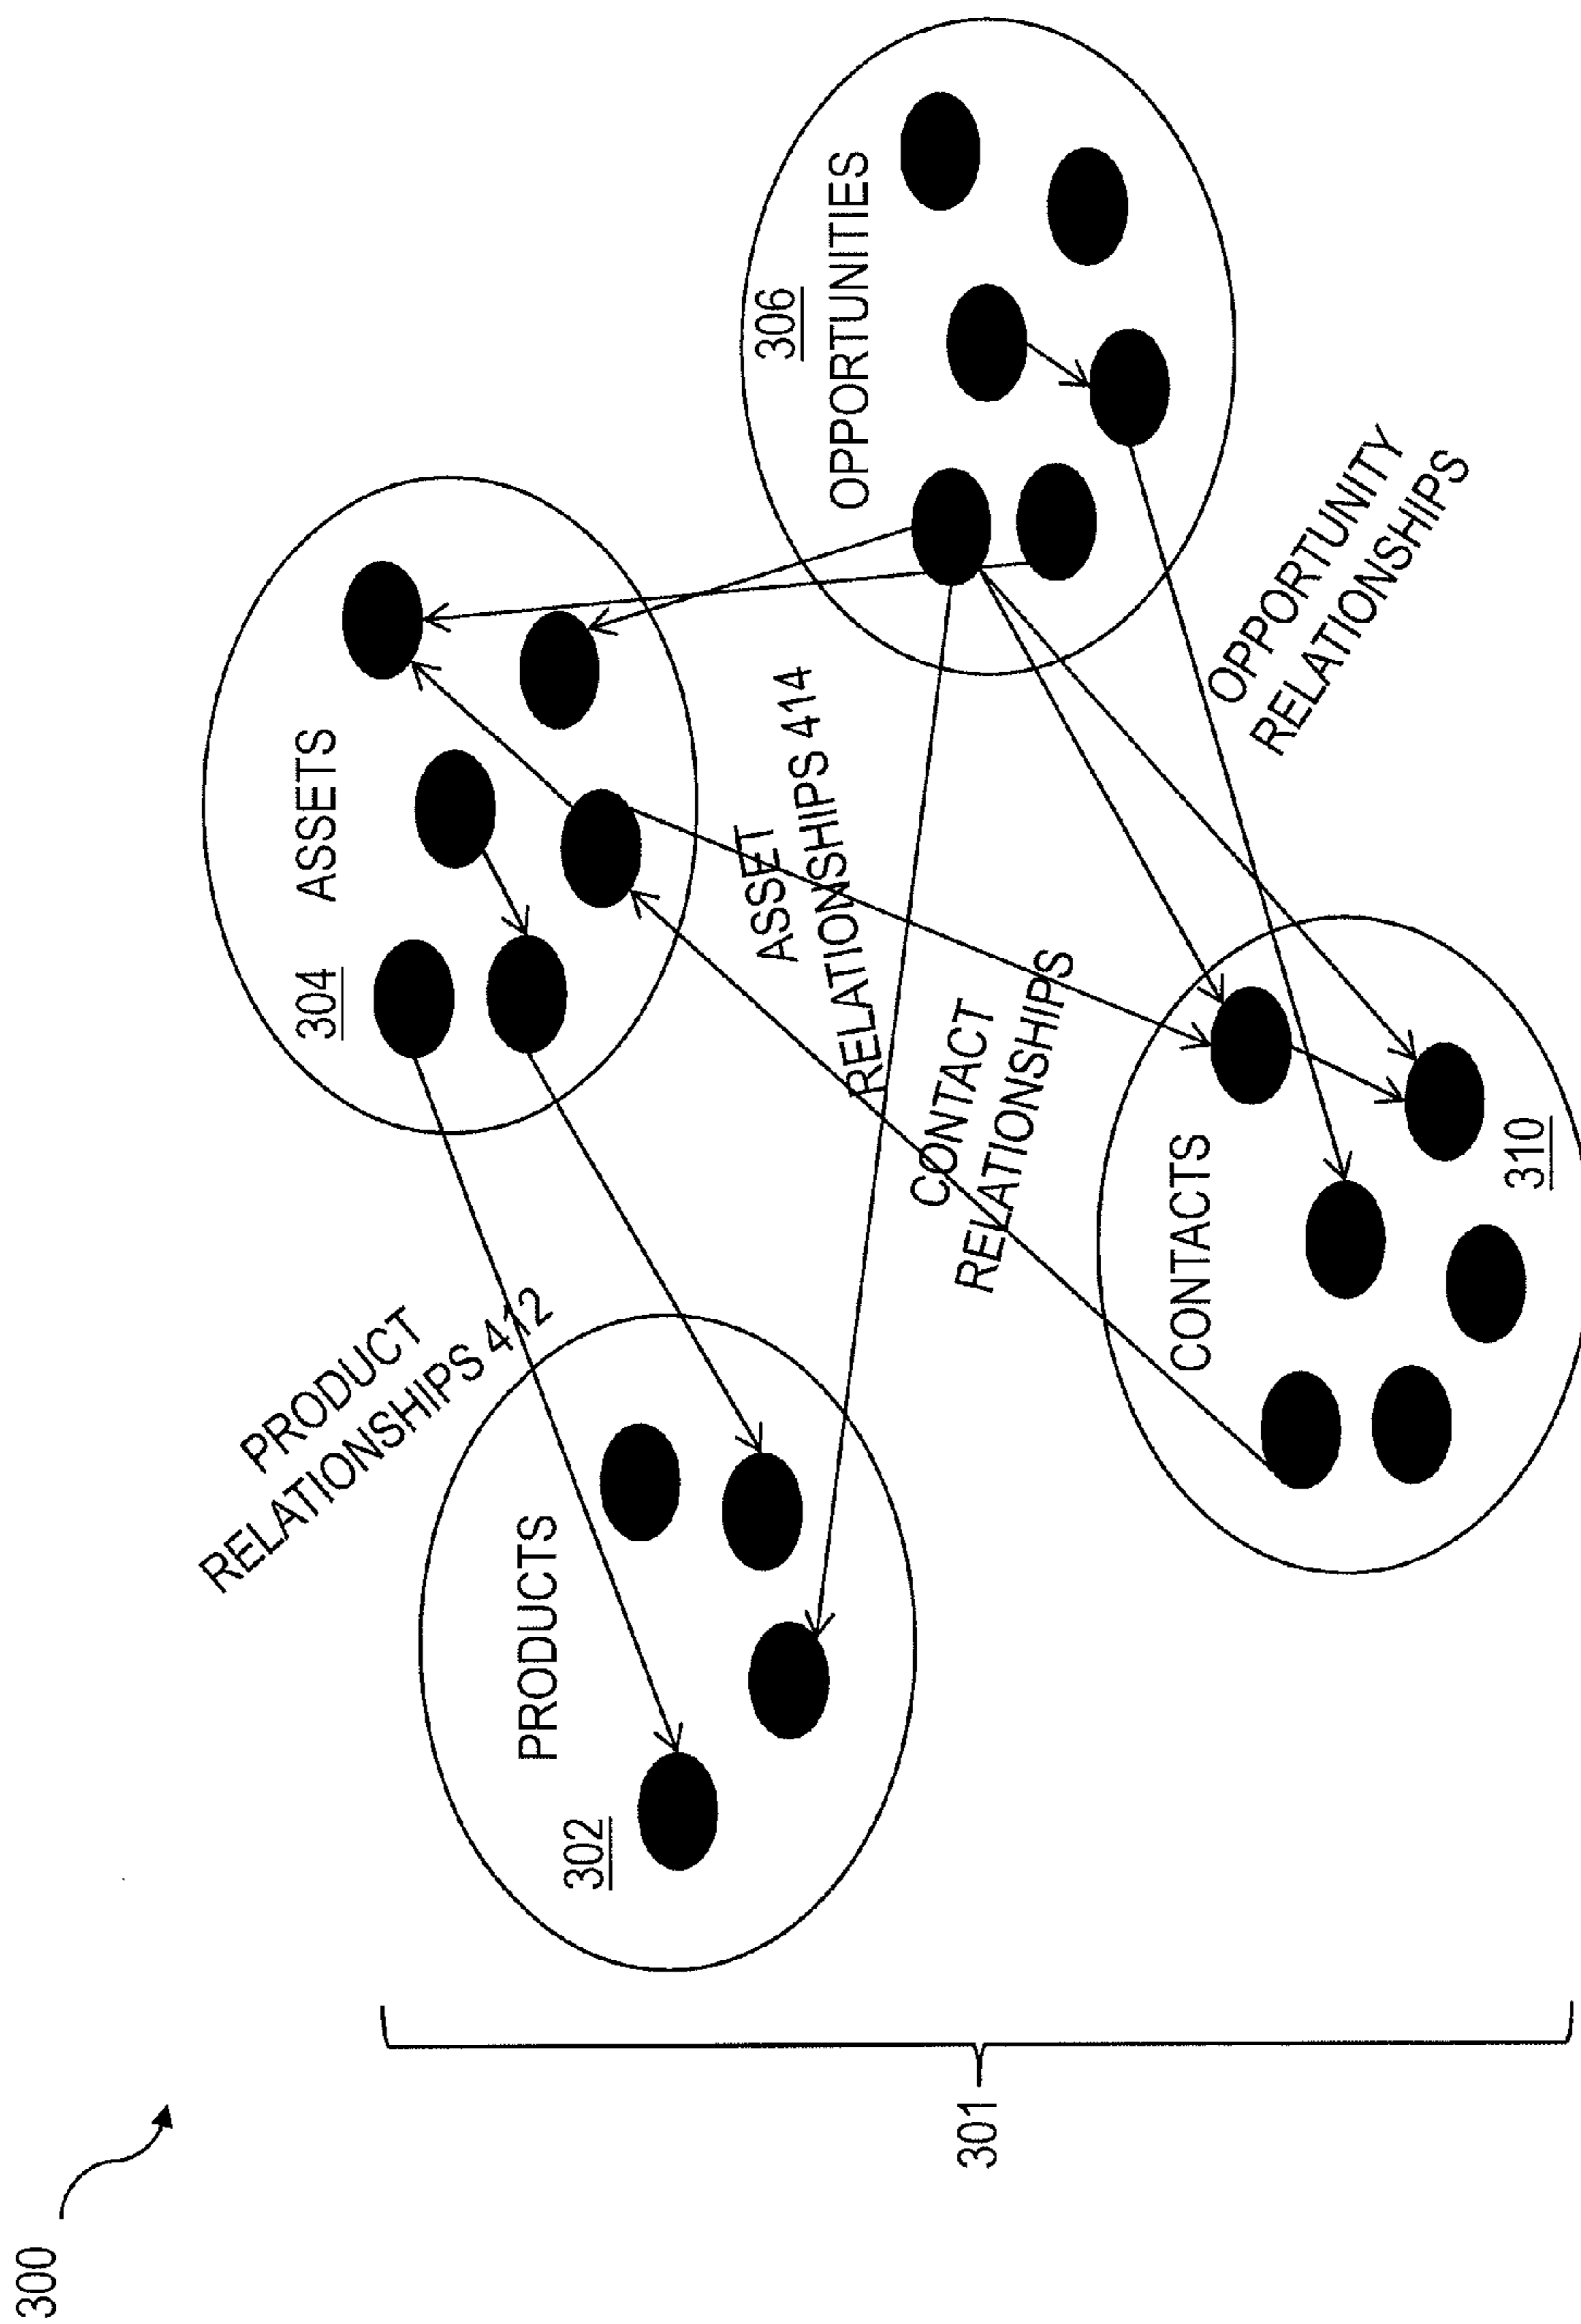 300
301
302
PRODUCTS
PRODUCT
RELATIONSHIPS 412
304
ASSETS
ASSET
RELATIONSHIPS 414
306
OPPORTUNITIES
CONTACT
RELATIONSHIPS
CONTACTS
310
OPPORTUNITY
RELATIONSHIPS